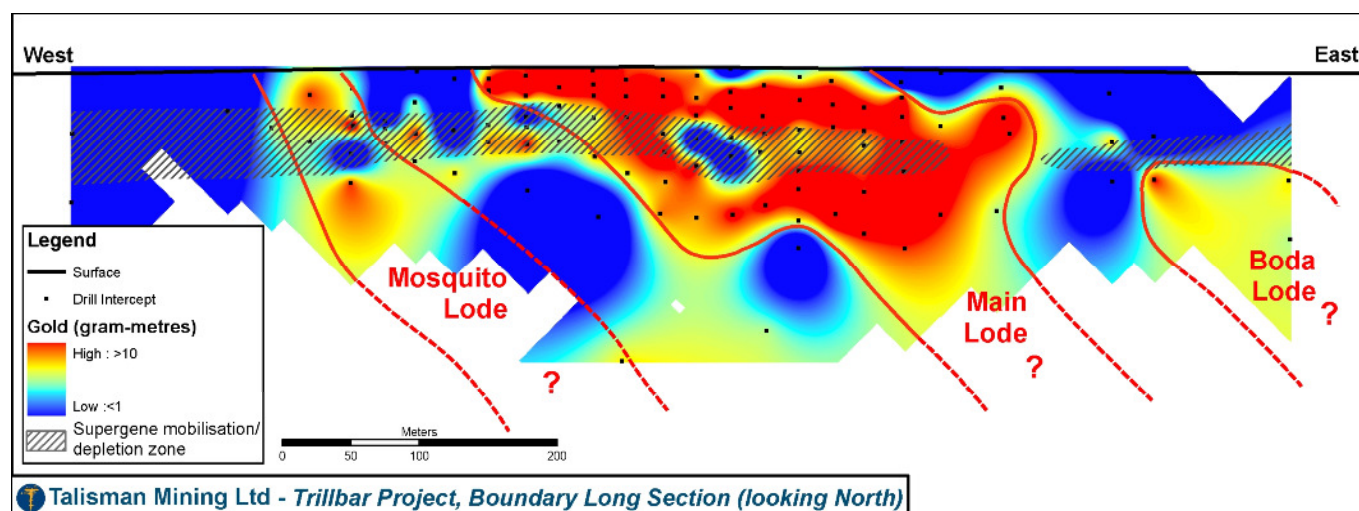 West
East
Legend
Surface
Drill Intercept
Gold (gram-metres)
High : >10
Low :<1
Supergene mobilisation/
depletion zone
Mosquito
Lode
?
Main
Lode
?
Boda
Lode
?
Meters
0 50 100 200
Talisman Mining Ltd - Trillbar Project, Boundary Long Section (looking North)